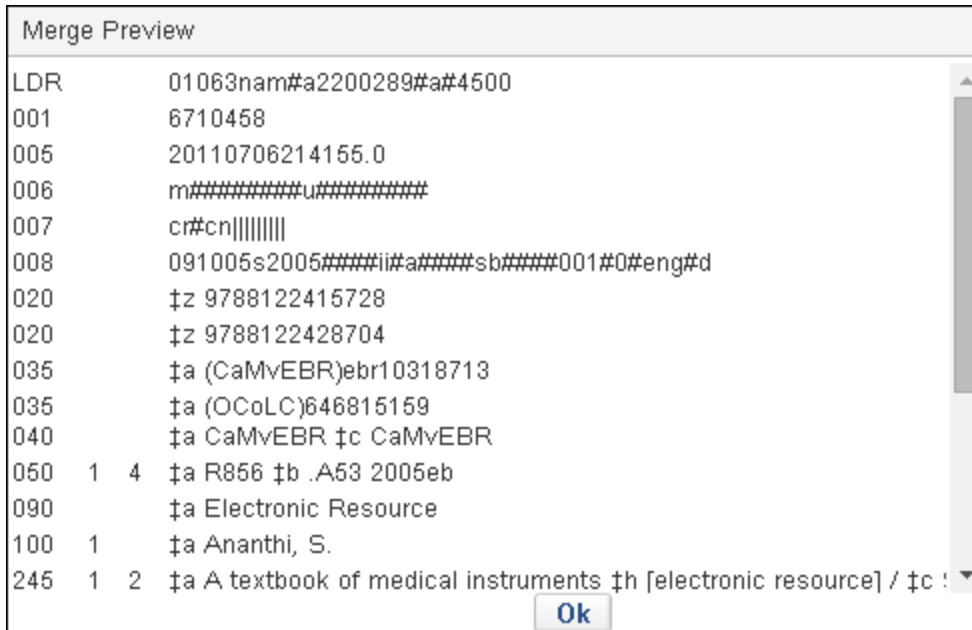 Merge Preview
LDR 01063nam#a2200289#a#4500
001 6710458
005 20110706214155.0
006 m########u########
007 cr#cn|||||||||
008 091005s2005####ii#a####sb####001#0#eng#d
020 ‡z 9788122415728
020 ‡z 9788122428704
035 ‡a (CaMvEBR)ebr10318713
035 ‡a (OCoLC)646815159
040 ‡a CaMvEBR ‡c CaMvEBR
050 1 4 ‡a R856 ‡b .A53 2005eb
090 ‡a Electronic Resource
100 1 ‡a Ananthi, S.
245 1 2 ‡a A textbook of medical instruments ‡h [electronic resource] / ‡c
Ok